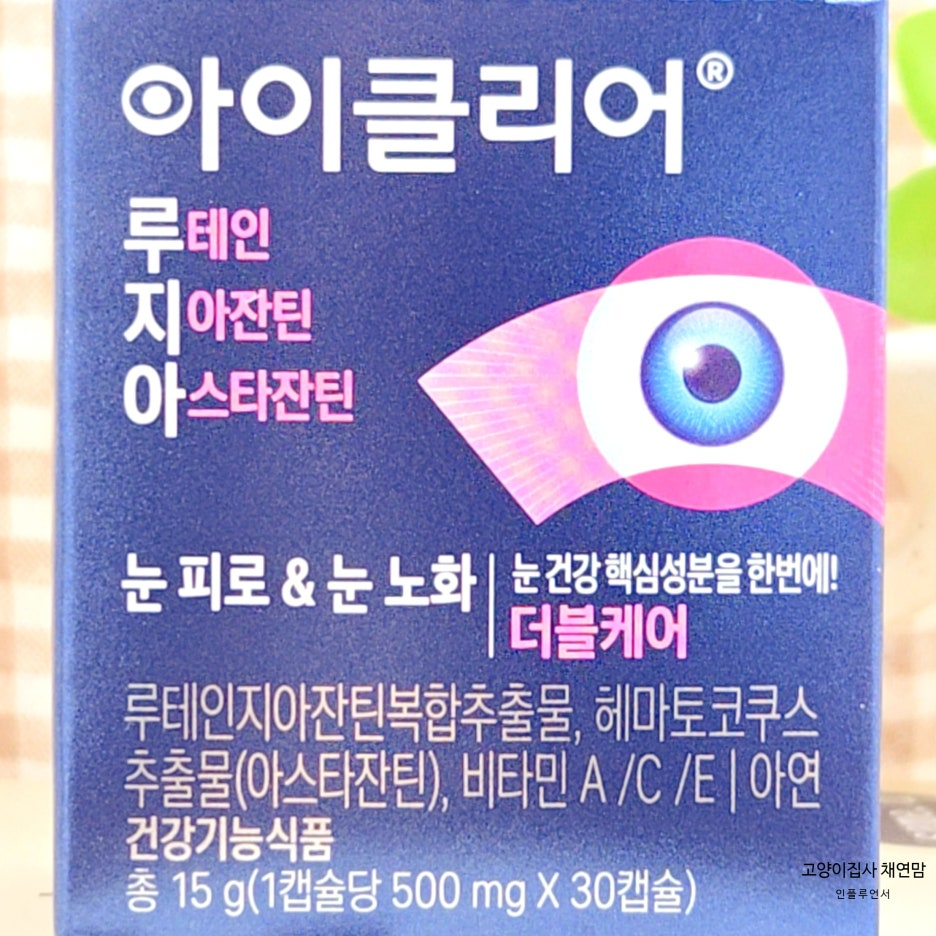 아이클리어®
루테인
지아잔틴
아스타잔틴
눈 피로 & 눈 노화
눈 건강 핵심성분을 한번에!
더블케어
루테인지아잔틴복합추출물, 헤마토코쿠스
추출물(아스타잔틴), 비타민 A /C /E | 아연
건강기능식품
총 15 g(1캡슐당 500 mg X 30캡슐)
고양이집사 채연맘
인플루언서